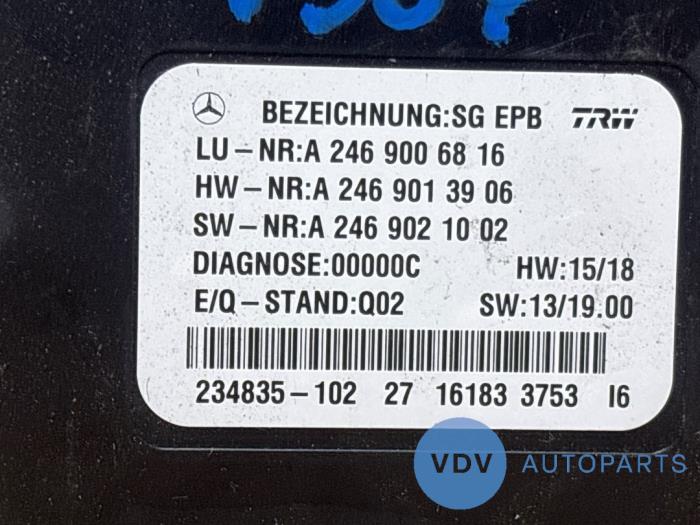 BEZEICHNUNG:SG EPB TRW
LU-NR:A 246 900 68 16
HW-NR:A 246 901 39 06
SW-NR:A 246 902 10 02
DIAGNOSE:00000C HW:15/18
E/Q-STAND:Q02 SW:13/19.00
234835-102 27 16183 3753 I6
VDV AUTOPARTS